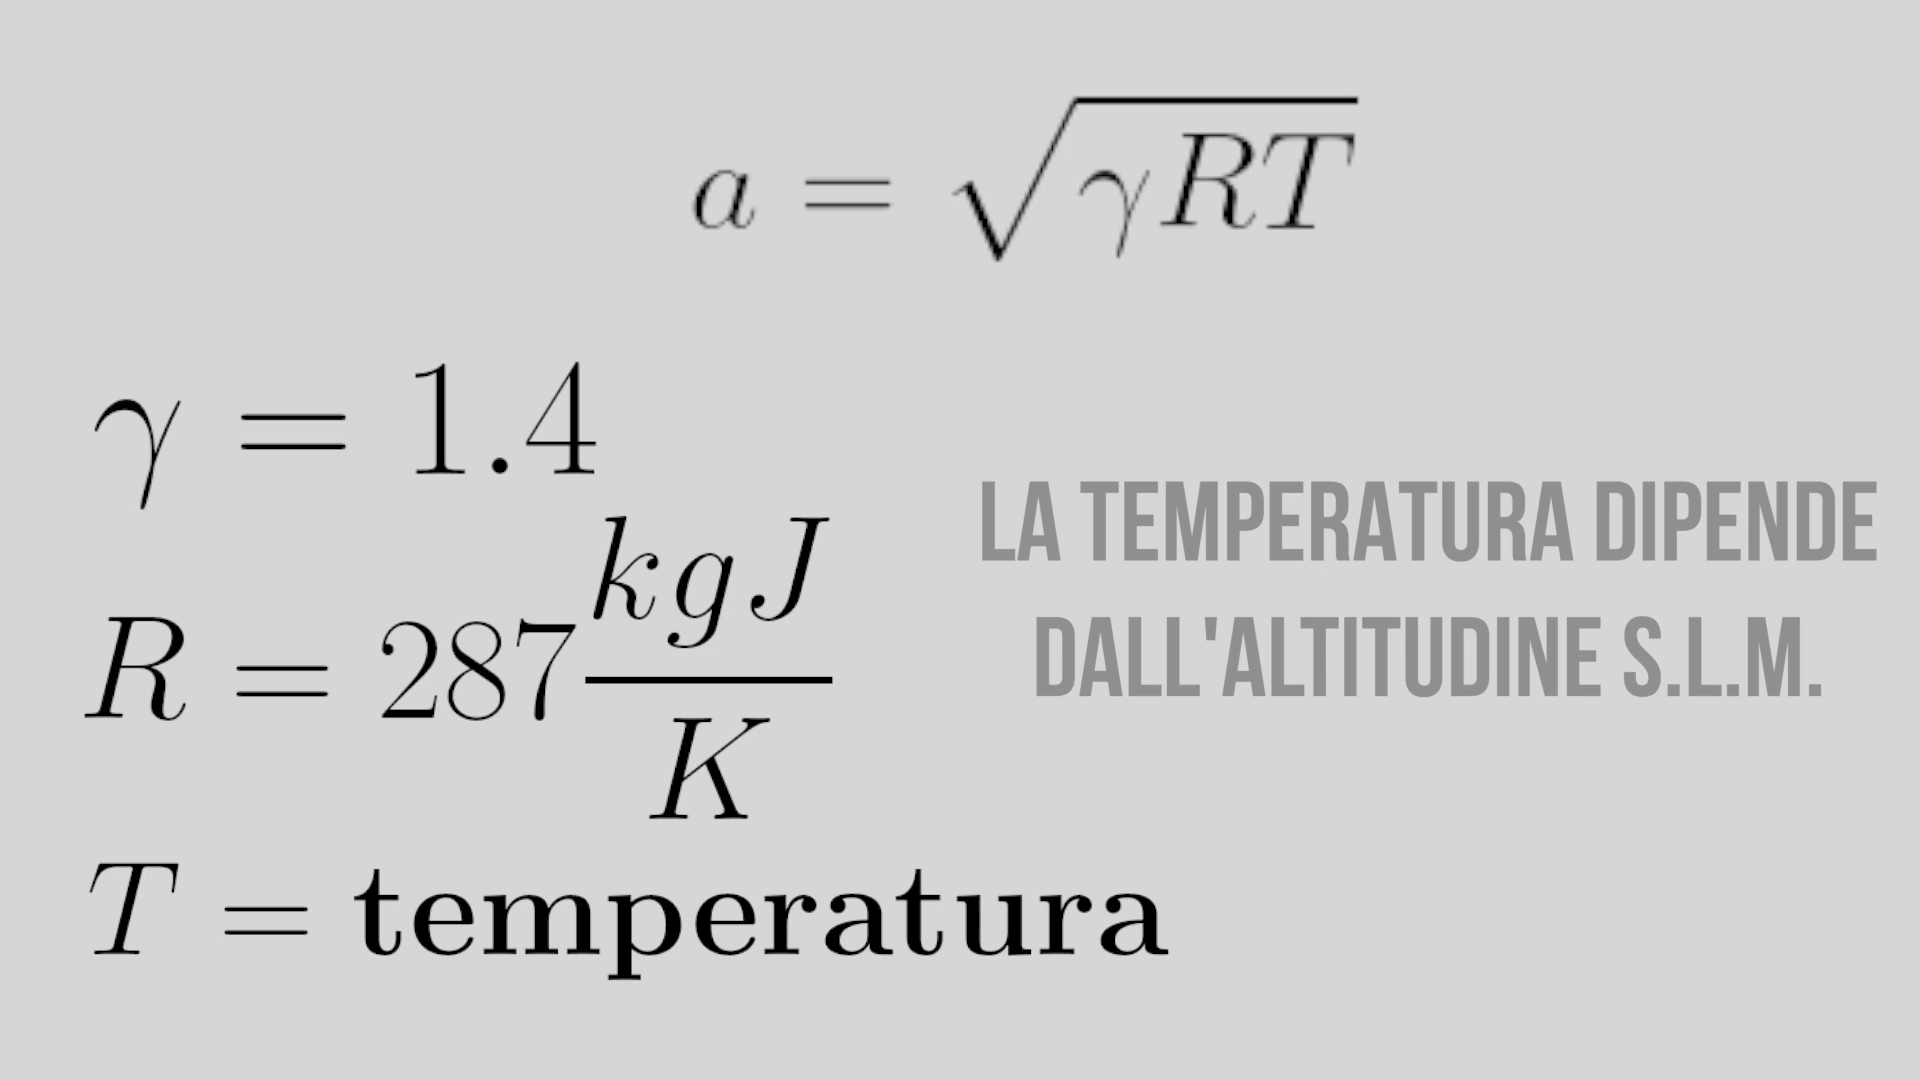 a = √γRT
γ = 1.4
R = 287 kgJ/K
LA TEMPERATURA DIPENDE
DALL'ALTITUDINE S.L.M.
T = temperatura